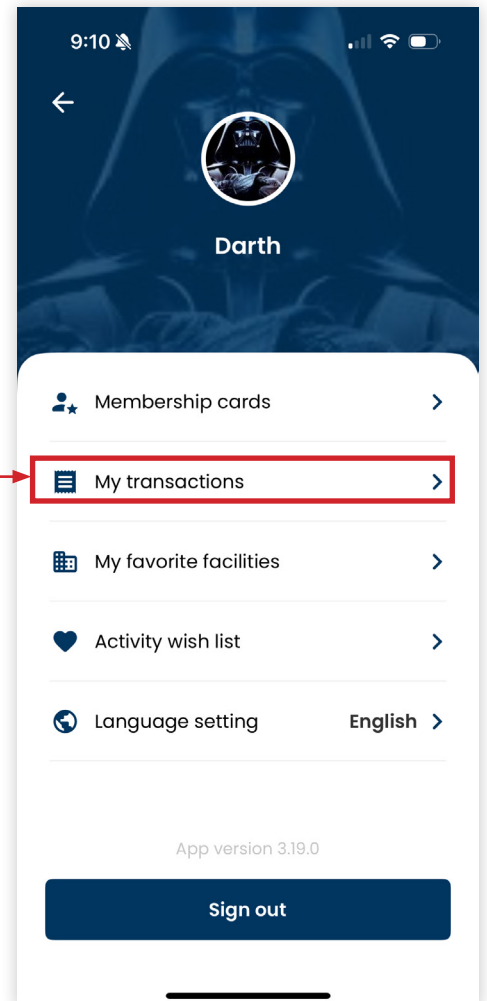 9:10
Darth
Membership cards
My transactions
My favorite facilities
Activity wish list
Language setting English
App version 3.19.0
Sign out